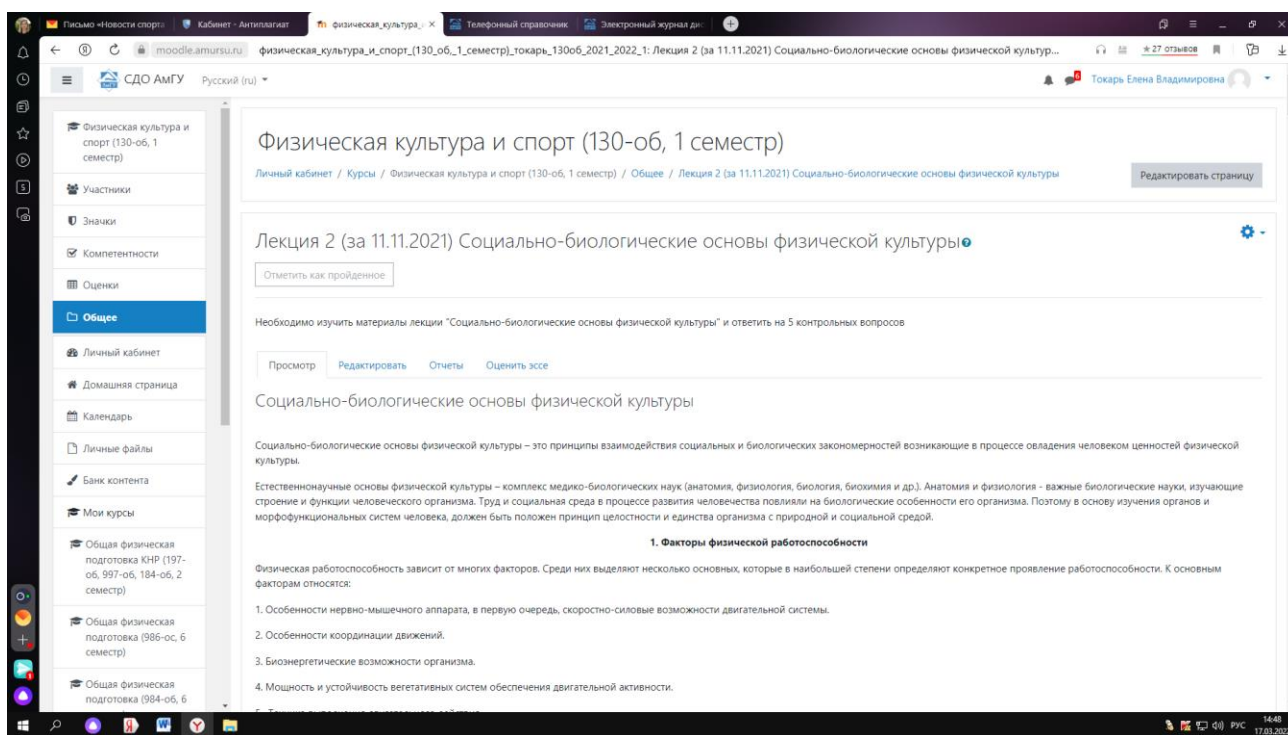 Письмо «Новости спорта
Кабинет - Антиплагиат
физическая_культура_
Телефонный справочник
Электронный журнал дис
moodle.amursu.ru
физическая_культура_и_спорт_(130_об,_1_семестр)_токарь_130об_2021_2022_1: Лекция 2 (за 11.11.2021) Социально-биологические основы физической культур...
★ 27 отзывов
СДО АмГУ
Русский (ru)
6
Токарь Елена Владимировна
Физическая культура и
спорт (130-об, 1
семестр)
Участники
Значки
Компетентности
Оценки
Общее
Личный кабинет
Домашняя страница
Календарь
Личные файлы
Банк контента
Мои курсы
Общая физическая
подготовка КНР (197-
об, 997-об, 184-об, 2
семестр)
Общая физическая
подготовка (986-ос, 6
семестр)
Общая физическая
подготовка (984-об, 6
Физическая культура и спорт (130-об, 1 семестр)
Личный кабинет / Курсы / Физическая культура и спорт (130-об, 1 семестр) / Общее / Лекция 2 (за 11.11.2021) Социально-биологические основы физической культуры
Редактировать страницу
Лекция 2 (за 11.11.2021) Социально-биологические основы физической культуры
Отметить как пройденное
Необходимо изучить материалы лекции "Социально-биологические основы физической культуры" и ответить на 5 контрольных вопросов
Просмотр Редактировать Отчеты Оценить эссе
Социально-биологические основы физической культуры
Социально-биологические основы физической культуры – это принципы взаимодействия социальных и биологических закономерностей возникающие в процессе овладения человеком ценностей физической
культуры.
Естественнонаучные основы физической культуры – комплекс медико-биологических наук (анатомия, физиология, биология, биохимия и др.). Анатомия и физиология - важные биологические науки, изучающие
строение и функции человеческого организма. Труд и социальная среда в процессе развития человечества повлияли на биологические особенности его организма. Поэтому в основу изучения органов и
морфофункциональных систем человека, должен быть положен принцип целостности и единства организма с природной и социальной средой.
1. Факторы физической работоспособности
Физическая работоспособность зависит от многих факторов. Среди них выделяют несколько основных, которые в наибольшей степени определяют конкретное проявление работоспособности. К основным
факторам относятся:
1. Особенности нервно-мышечного аппарата, в первую очередь, скоростно-силовые возможности двигательной системы.
2. Особенности координации движений.
3. Биоэнергетические возможности организма.
4. Мощность и устойчивость вегетативных систем обеспечения двигательной активности.
РУС
14:48